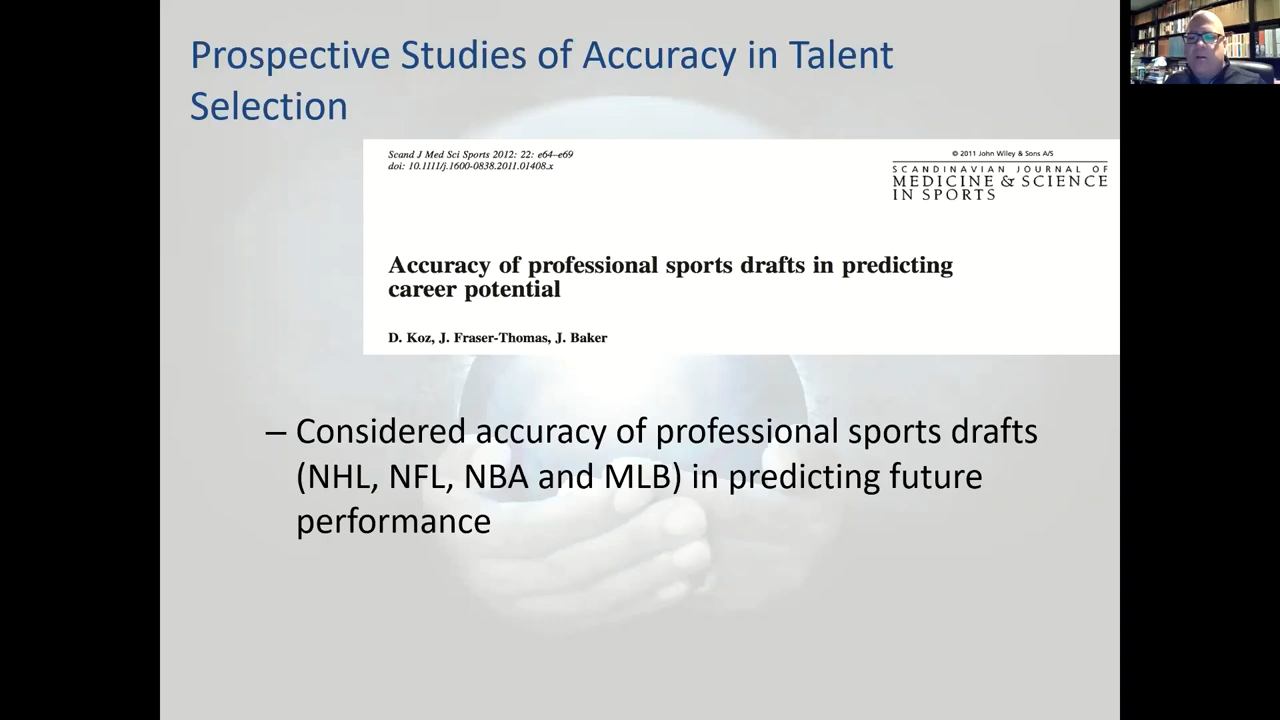 Prospective Studies of Accuracy in Talent
Selection
Scand J Med Sci Sports 2012: 22: e64–e69
doi: 10.1111/j.1600-0838.2011.01408.x
© 2011 John Wiley & Sons A/S
SCANDINAVIAN JOURNAL OF
MEDICINE & SCIENCE
IN SPORTS
Accuracy of professional sports drafts in predicting
career potential
D. Koz, J. Fraser-Thomas, J. Baker
– Considered accuracy of professional sports drafts
(NHL, NFL, NBA and MLB) in predicting future
performance